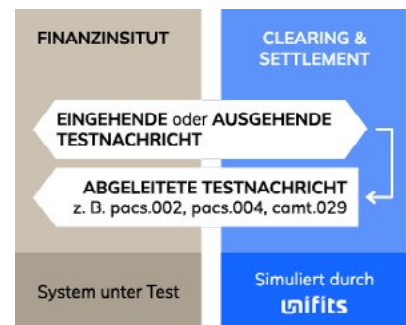 FINANZINSITUT
CLEARING &
SETTLEMENT
EINGEHENDE oder AUSGEHENDE
TESTNACHRICHT
ABGELEITETE TESTNACHRICHT
z. B. pacs.002, pacs.004, camt.029
System unter Test
Simuliert durch
unifits